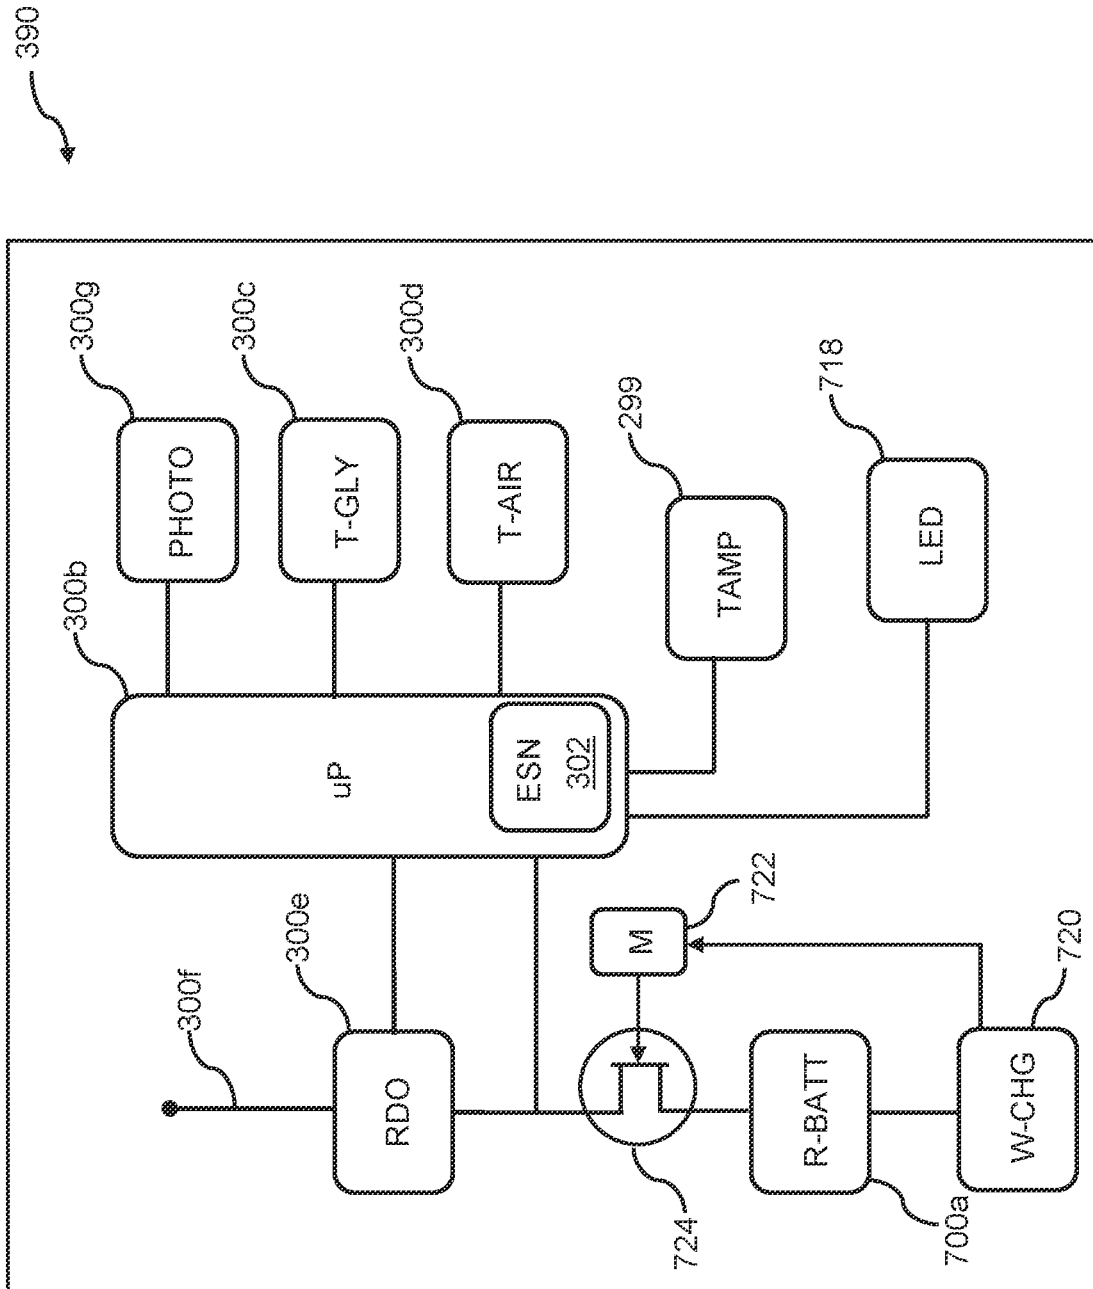 390
300g
PHOTO
300c
T-GLY
300d
T-AIR
299
TAMP
718
LED
300b
uP
ESN
302
300f
300e
RDO
M
722
724
R-BATT
700a
W-CHG
720